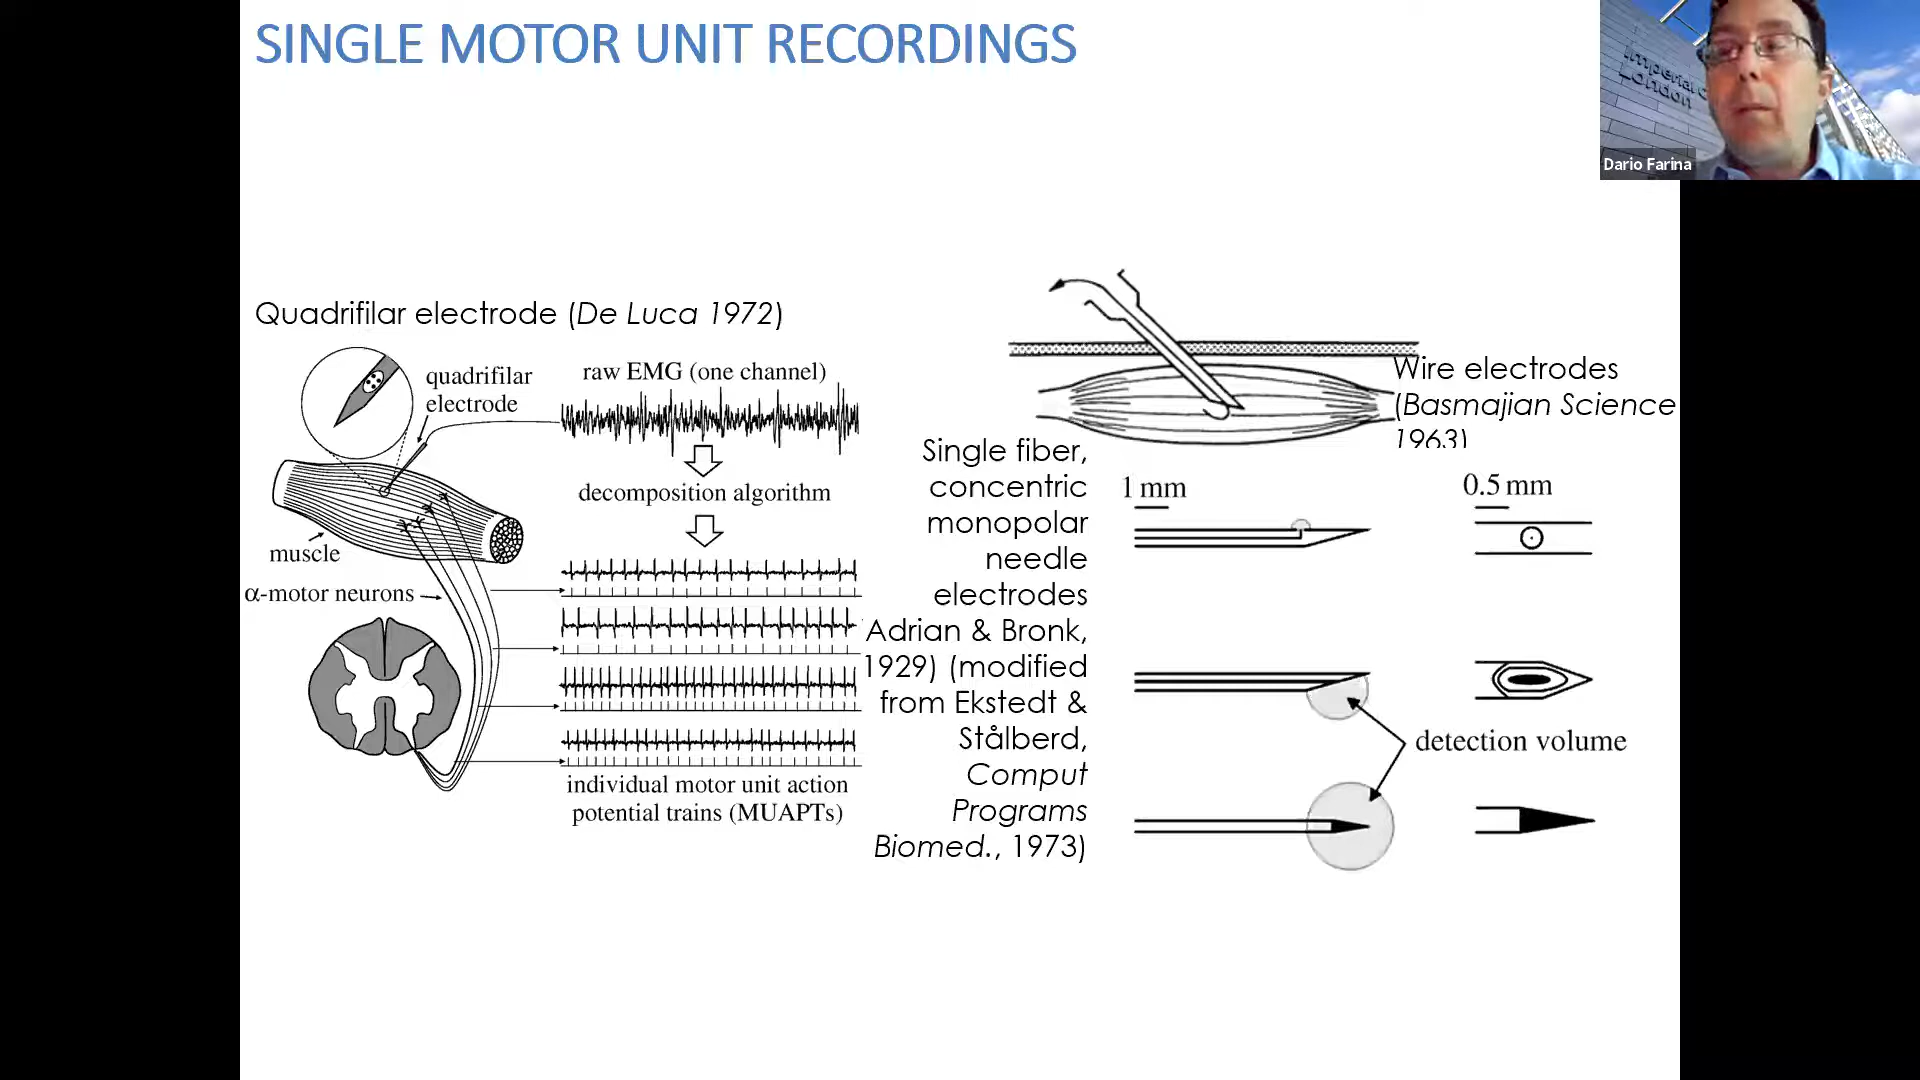 SINGLE MOTOR UNIT RECORDINGS
Imperial C
London
Dario Farina
Quadrifilar electrode (De Luca 1972)
quadrifilar
electrode
raw EMG (one channel)
decomposition algorithm
muscle
α-motor neurons
individual motor unit action
potential trains (MUAPTs)
Wire electrodes
(Basmajian Science
1963)
Single fiber,
concentric
monopolar
needle
electrodes
Adrian & Bronk,
1929) (modified
from Ekstedt &
Stålberd,
Comput
Programs
Biomed., 1973)
1 mm
0.5 mm
detection volume